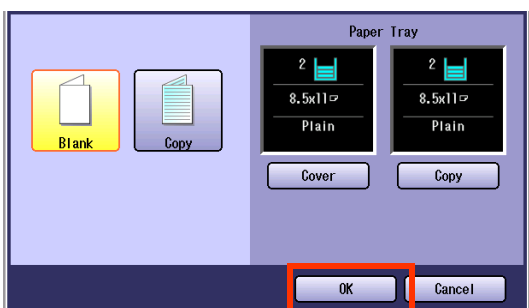 Paper Tray
2
8.5x11
Plain
2
8.5x11
Plain
Blank
Copy
Cover
Copy
OK
Cancel